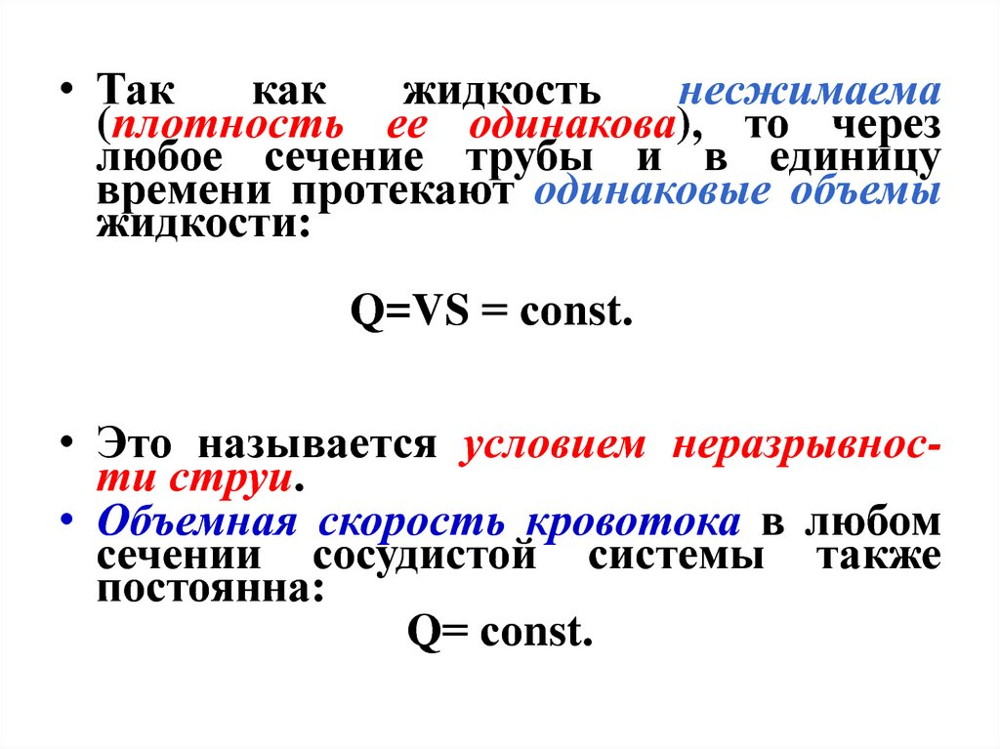 • Так как жидкость несжимаема
(плотность ее одинакова), то через
любое сечение трубы и в единицу
времени протекают одинаковые объемы
жидкости:
Q=VS = const.
• Это называется условием неразрывнос-
ти струи.
• Объемная скорость кровотока в любом
сечении сосудистой системы также
постоянна:
Q= const.